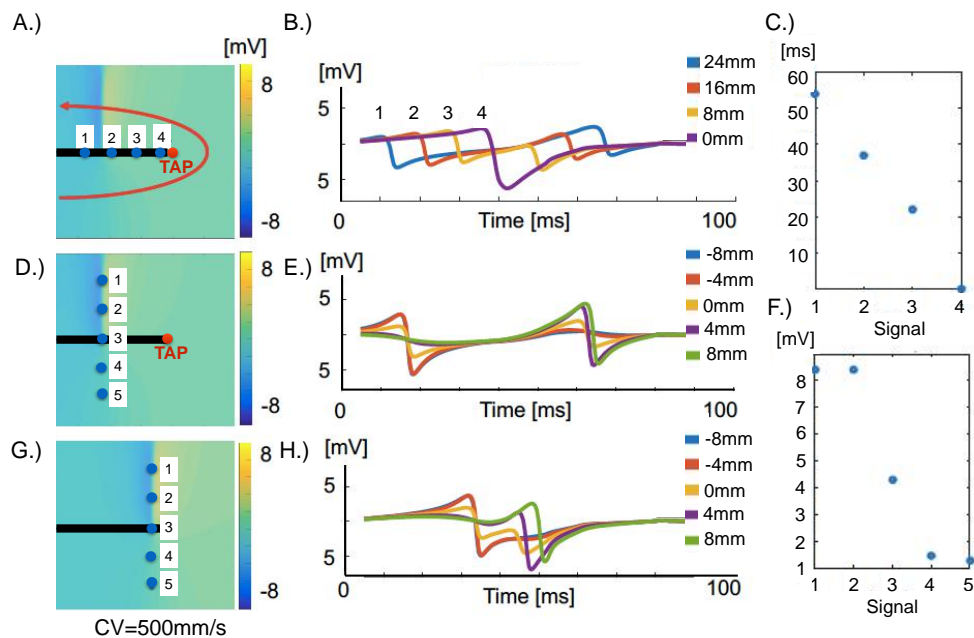 A.)
[mV]
8
-8
1
2
3
4
TAP
B.)
[mV]
5
5
1 2 3 4
0
Time [ms]
100
24mm
16mm
8mm
0mm
C.)
[ms]
60
50
40
30
20
10
1 2 3 4
Signal
D.)
8
-8
1
2
3
4
5
TAP
E.)
[mV]
5
5
0
Time [ms]
100
-8mm
-4mm
0mm
4mm
8mm
F.)
[mV]
8
7
6
5
4
3
2
1
1 2 3 4 5
Signal
G.)
8
-8
1
2
3
4
5
CV=500mm/s
H.)
[mV]
5
5
0
Time [ms]
100
-8mm
-4mm
0mm
4mm
8mm